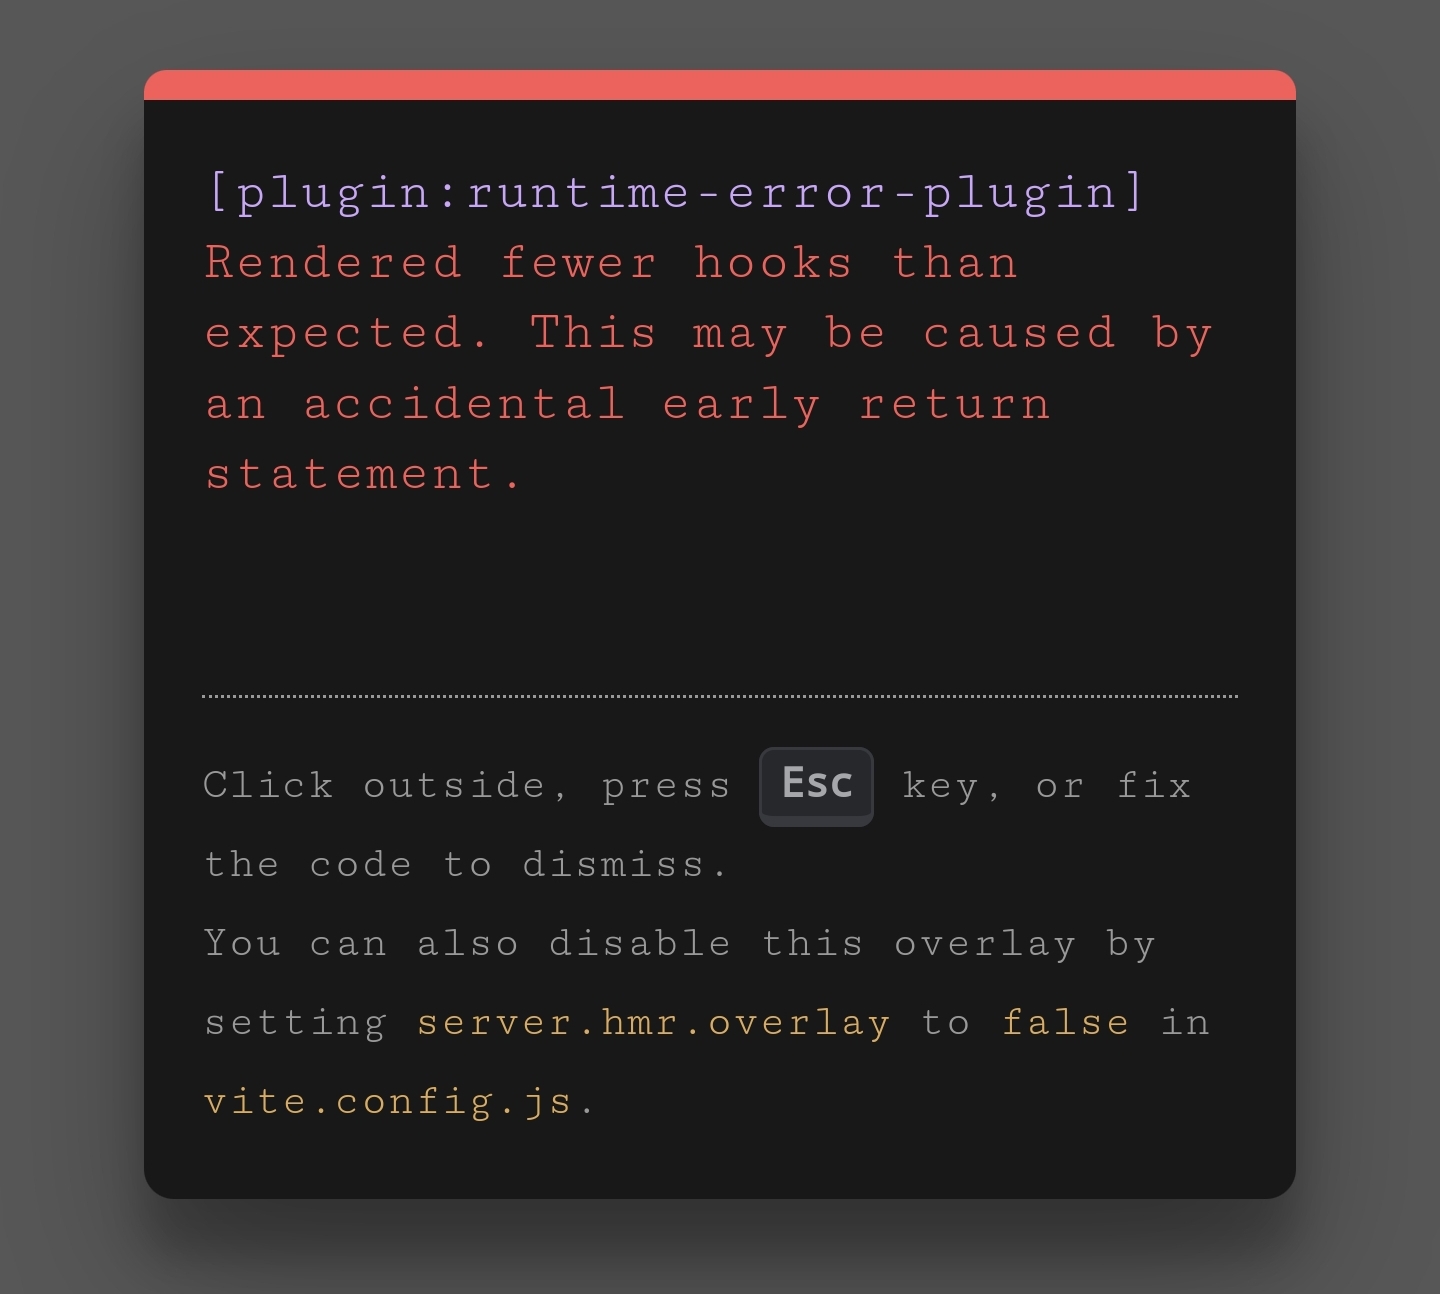 [plugin:runtime-error-plugin]
Rendered fewer hooks than
expected. This may be caused by
an accidental early return
statement.
Click outside, press Esc key, or fix
the code to dismiss.
You can also disable this overlay by
setting server.hmr.overlay to false in
vite.config.js.